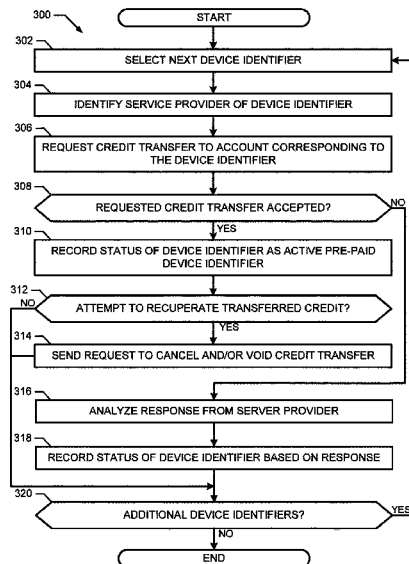 300
START
302
SELECT NEXT DEVICE IDENTIFIER
304
IDENTIFY SERVICE PROVIDER OF DEVICE IDENTIFIER
306
REQUEST CREDIT TRANSFER TO ACCOUNT CORRESPONDING TO
THE DEVICE IDENTIFIER
308
REQUESTED CREDIT TRANSFER ACCEPTED?
NO
YES
310
RECORD STATUS OF DEVICE IDENTIFIER AS ACTIVE PRE-PAID
DEVICE IDENTIFIER
312
NO
ATTEMPT TO RECUPERATE TRANSFERRED CREDIT?
YES
314
SEND REQUEST TO CANCEL AND/OR VOID CREDIT TRANSFER
316
ANALYZE RESPONSE FROM SERVER PROVIDER
318
RECORD STATUS OF DEVICE IDENTIFIER BASED ON RESPONSE
320
ADDITIONAL DEVICE IDENTIFIERS?
YES
NO
END